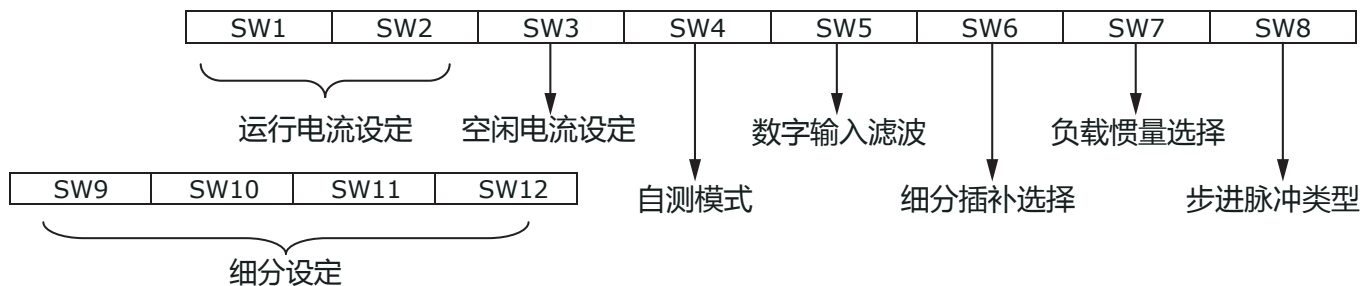 SW1 SW2 SW3 SW4 SW5 SW6 SW7 SW8
运行电流设定 空闲电流设定 数字输入滤波 负载惯量选择
SW9 SW10 SW11 SW12
自测模式 细分插补选择 步进脉冲类型
细分设定